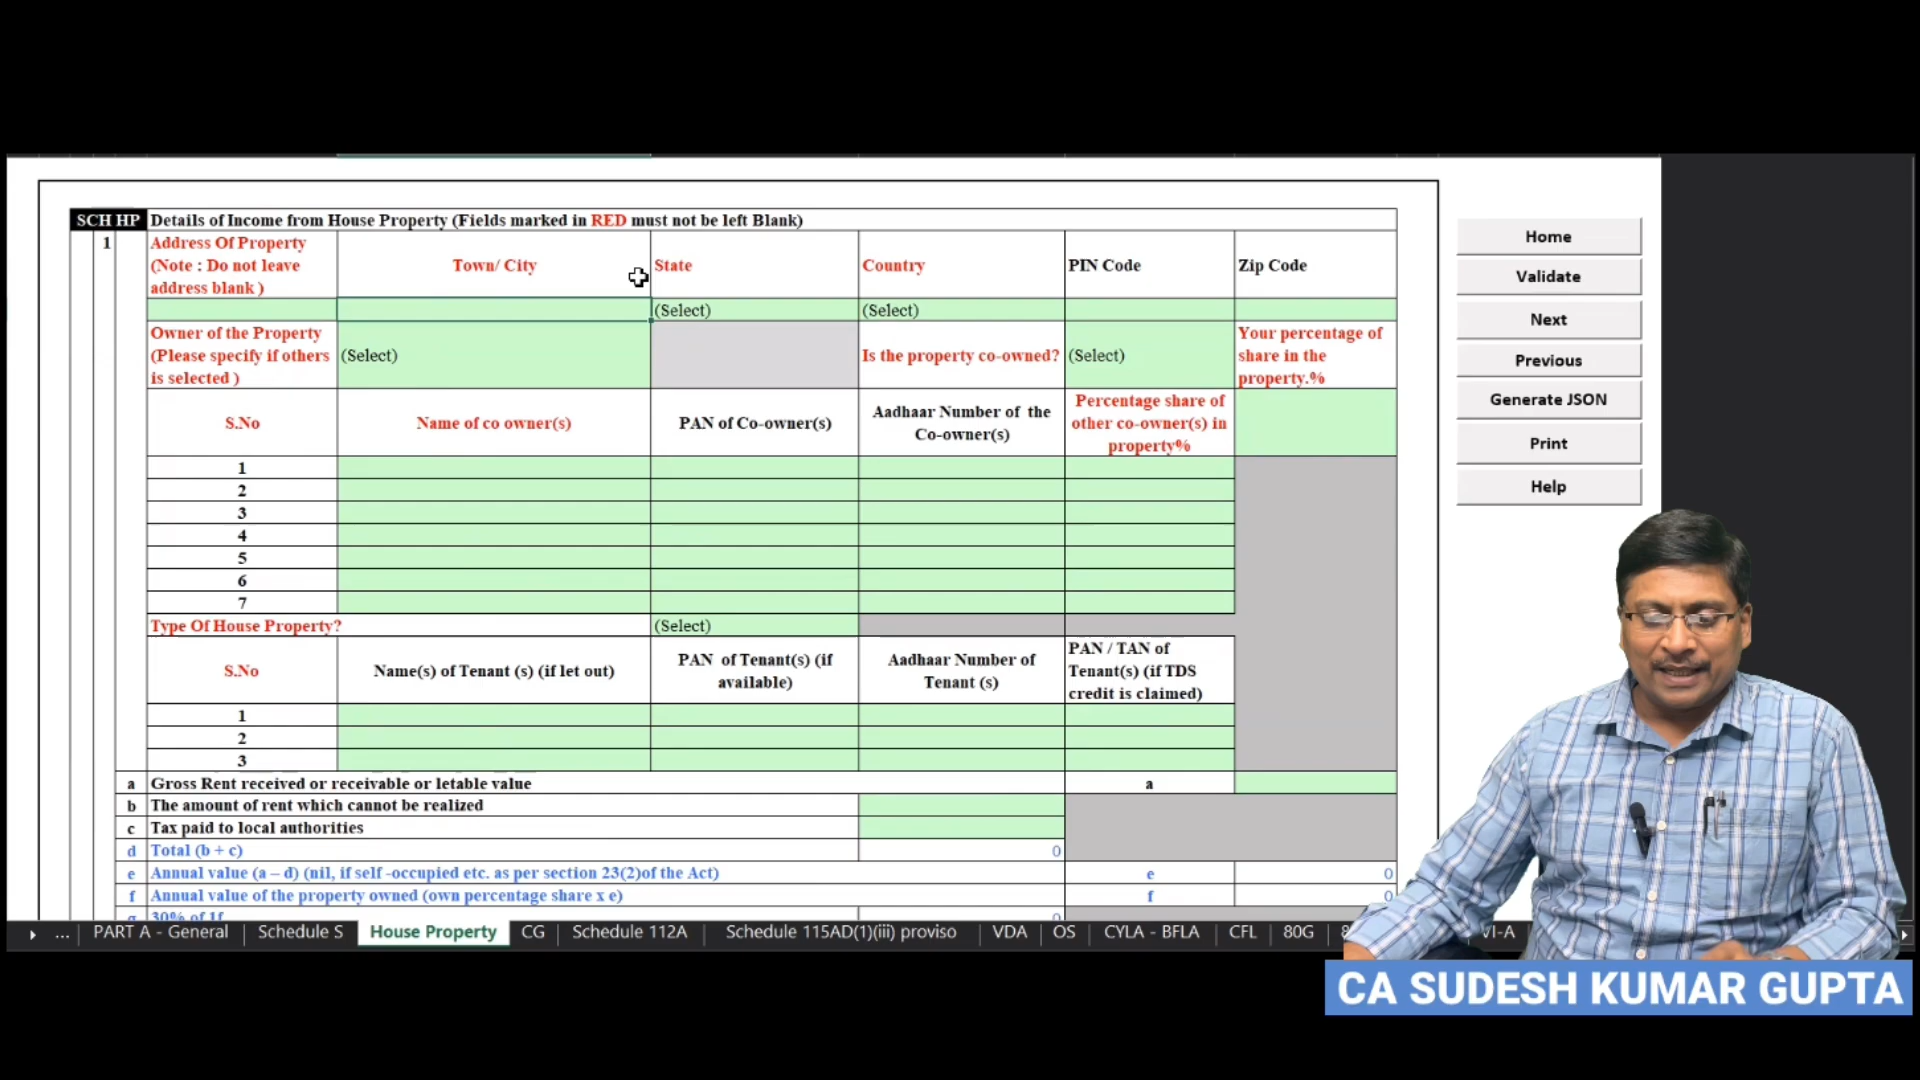 SCH HP Details of Income from House Property (Fields marked in RED must not be left Blank)
1 Address Of Property (Note : Do not leave address blank ) Town/ City State Country PIN Code Zip Code
(Select) (Select)
Owner of the Property (Please specify if others is selected ) (Select) Is the property co-owned? (Select) Your percentage of share in the property.%
S.No Name of co owner(s) PAN of Co-owner(s) Aadhaar Number of the Co-owner(s) Percentage share of other co-owner(s) in property%
1
2
3
4
5
6
7
Type Of House Property? (Select)
S.No Name(s) of Tenant (s) (if let out) PAN of Tenant(s) (if available) Aadhaar Number of Tenant (s) PAN / TAN of Tenant(s) (if TDS credit is claimed)
1
2
3
a Gross Rent received or receivable or letable value a
b The amount of rent which cannot be realized
c Tax paid to local authorities
d Total (b + c) 0
e Annual value (a – d) (nil, if self -occupied etc. as per section 23(2)of the Act) e 0
f Annual value of the property owned (own percentage share x e) f 0
g 30% of 1f 0
Home
Validate
Next
Previous
Generate JSON
Print
Help
... PART A - General Schedule S House Property CG Schedule 112A Schedule 115AD(1)(iii) proviso VDA OS CYLA - BFLA CFL 80G VI-A
CA SUDESH KUMAR GUPTA